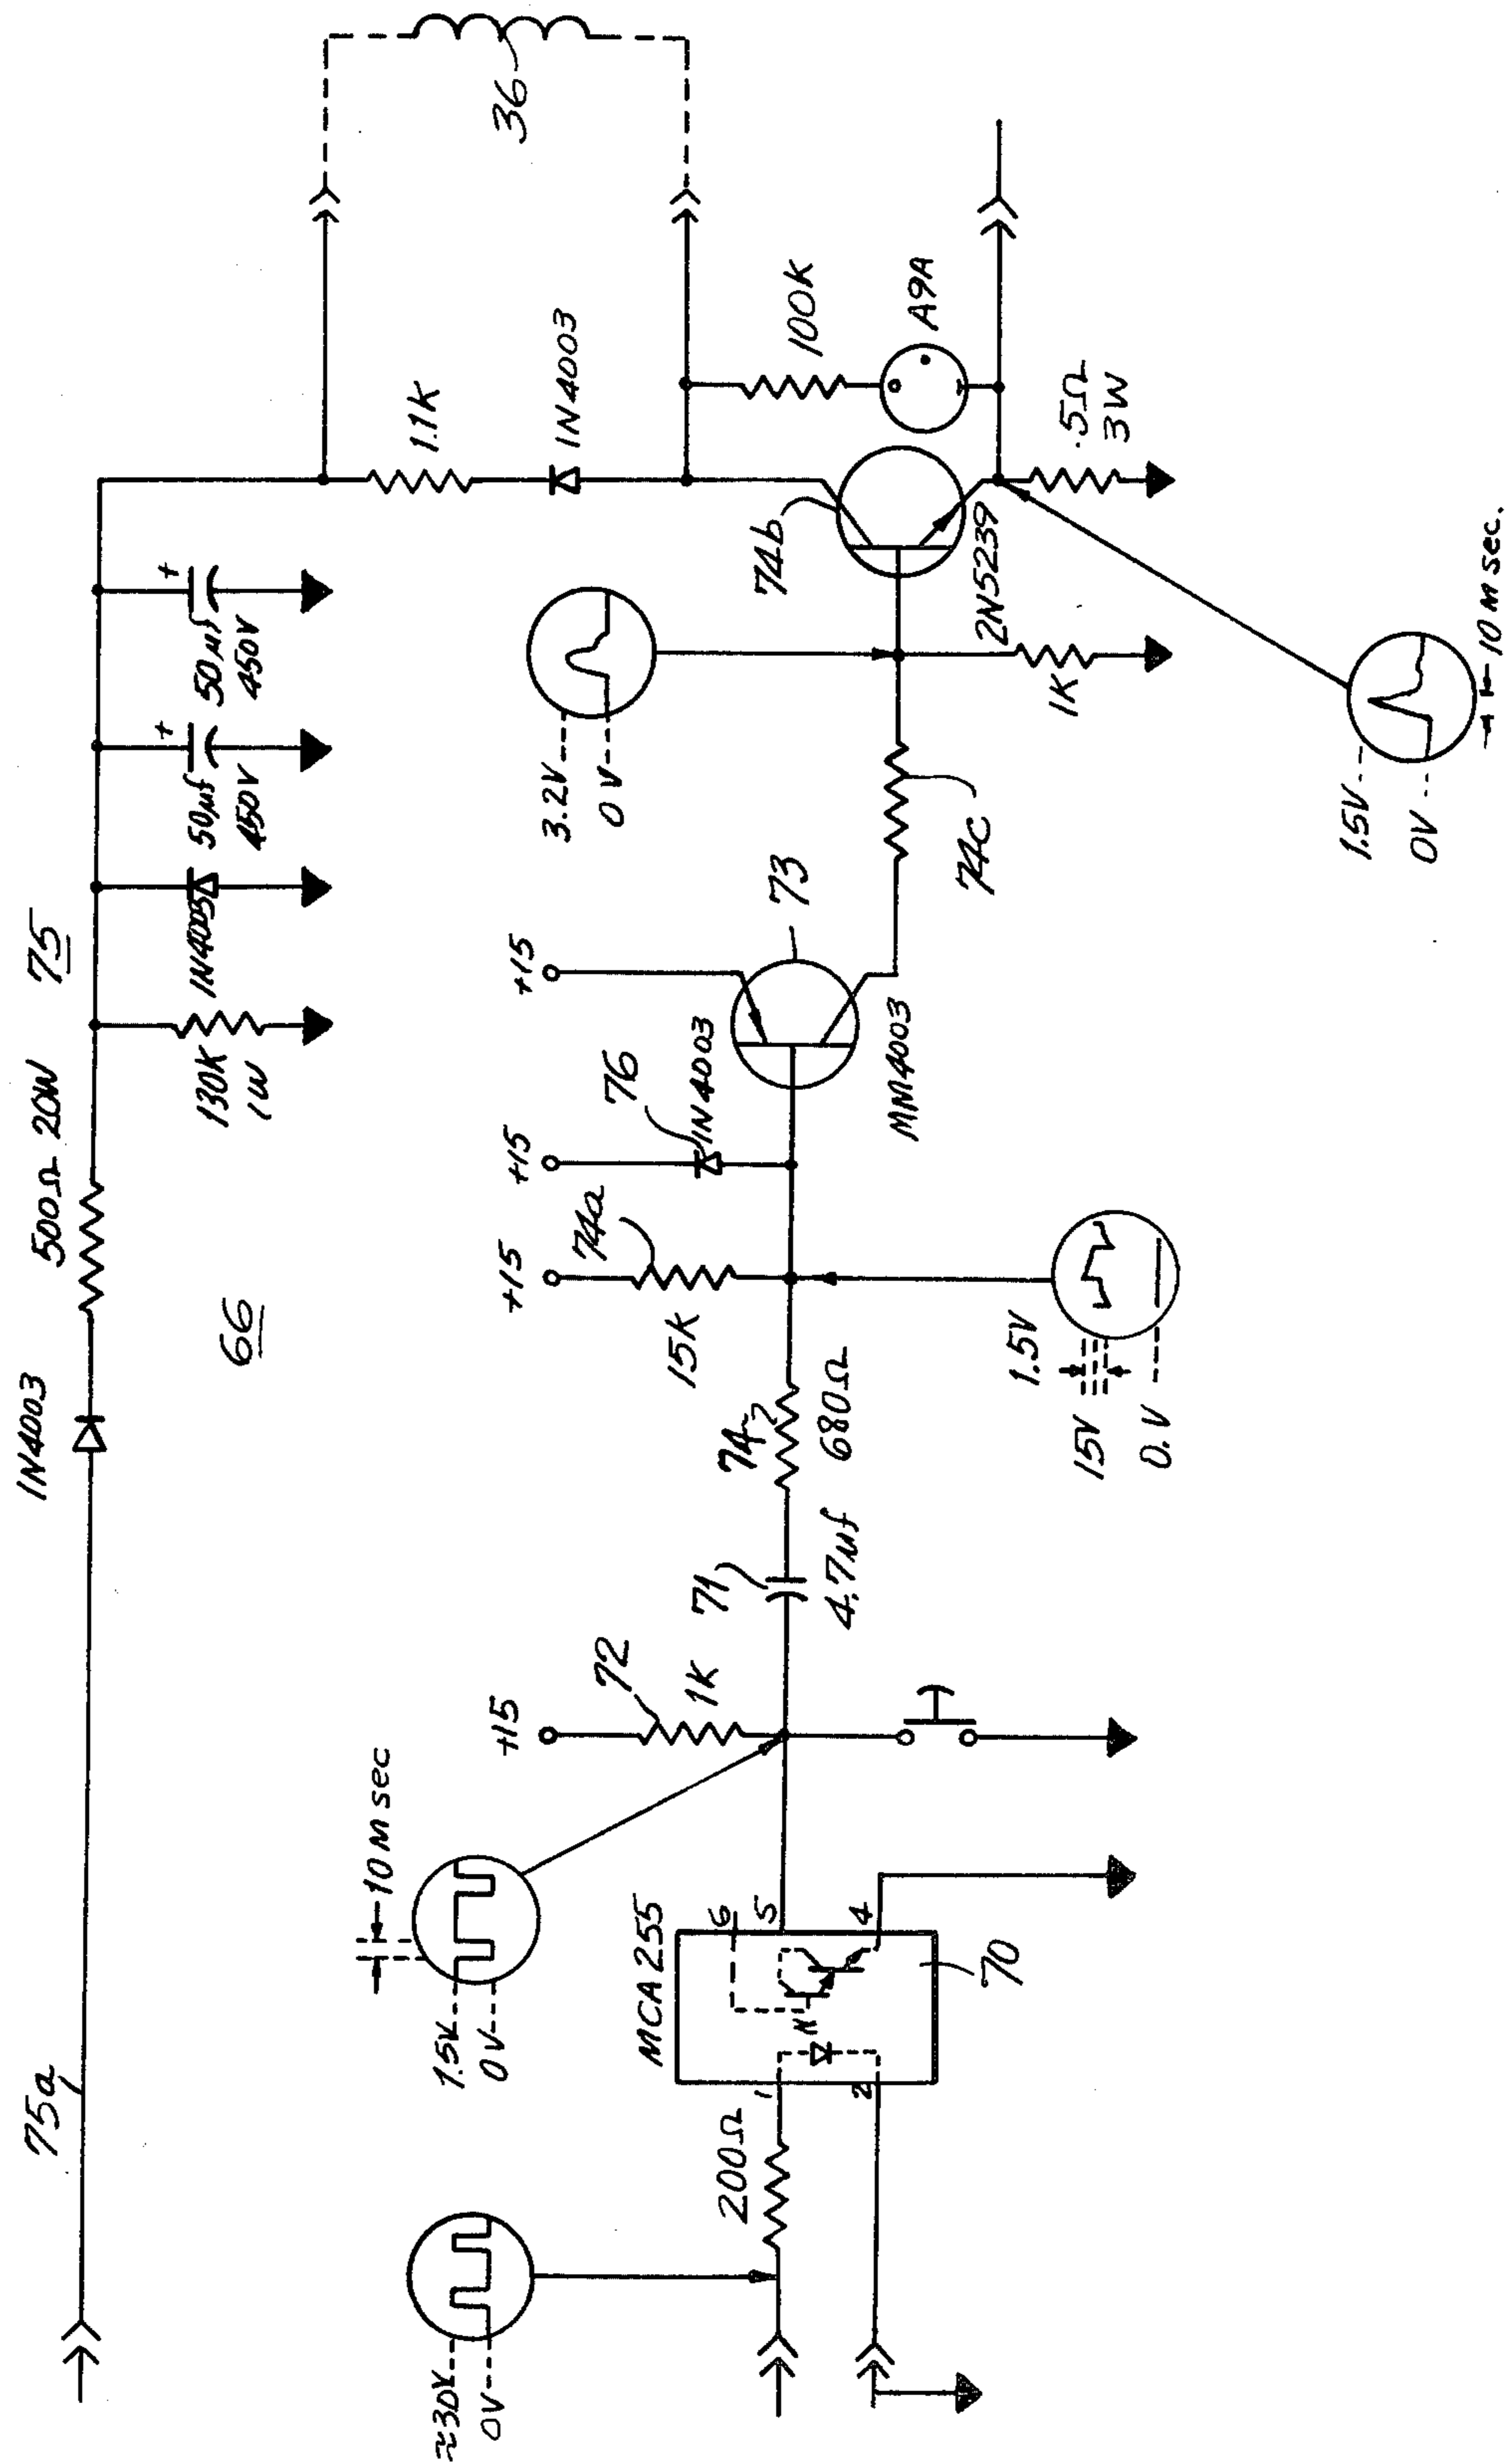 75a
1N4003
500Ω 20W
75
66
130K
1W
1N4003
50µf
450V
+
50µf
450V
+
36
1.1K
1N4003
100K
A9A
≈30V
0V
200Ω
MCA255
1
2
6
5
4
70
1.5V
0V
10 M sec
+15
72
1K
71
4.7µf
74
680Ω
+15
74a
15K
15V
1.5V
0.V
+15
76
1N4003
+15
73
MM4003
74c
3.2V
0V
1K
74b
2N5239
.5Ω
3W
1.5V
0V
10 M sec.